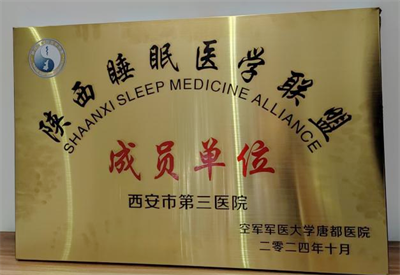 陕西睡眠医学联盟
SHAANXI SLEEP MEDICINE ALLIANCE
成员单位
西安市第三医院
空军军医大学唐都医院
二零二四年十月